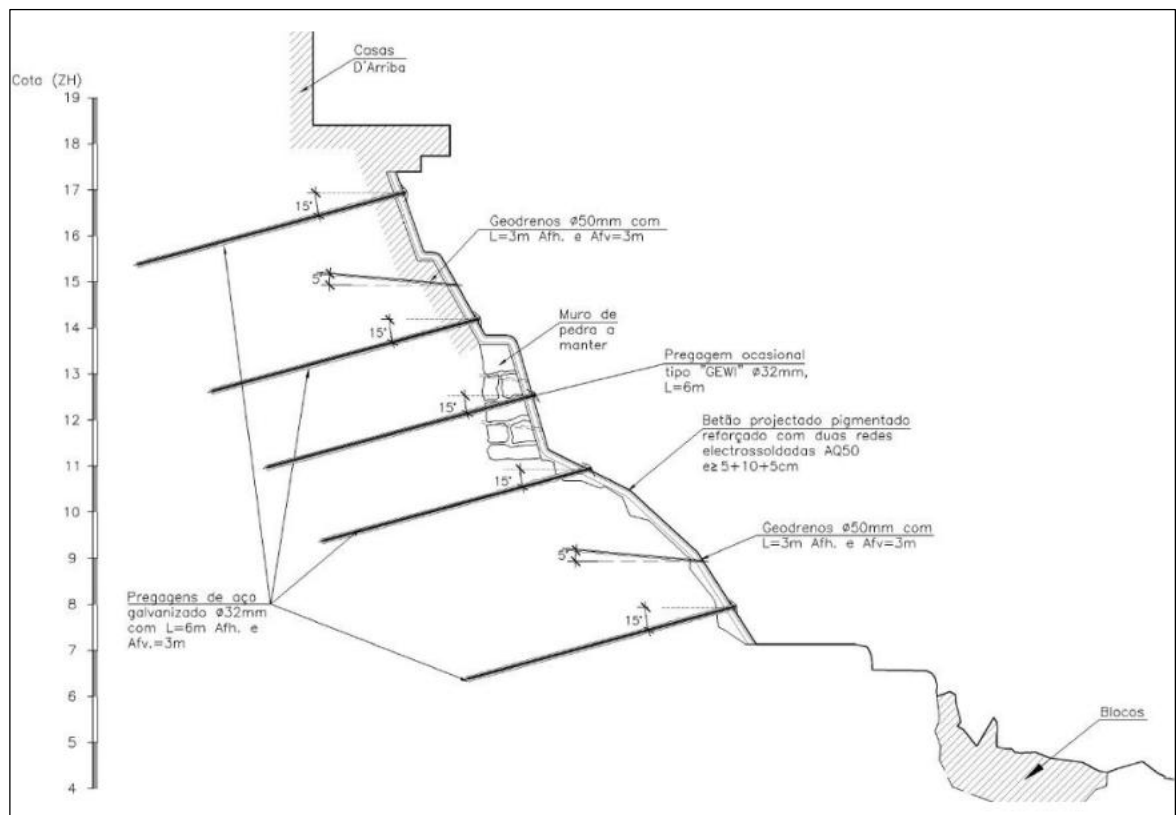 Casas
D'Arriba
Cota (ZH)
19
18
17
16
15
14
13
12
11
10
9
8
7
6
5
4
15°
Geodrenos Ø50mm com
L=3m Afh. e Afv=3m
5°
15°
Muro de
pedra a
manter
Pregagem ocasional
tipo "GEWI" Ø32mm,
L=6m
15°
Betão projectado pigmentado
reforçado com duas redes
electrossoldadas AQ50
e≥5+10+5cm
15°
Geodrenos Ø50mm com
L=3m Afh. e Afv=3m
5°
Pregagens de aço
galvanizado Ø32mm
com L=6m Afh. e
Afv.=3m
15°
Blocos